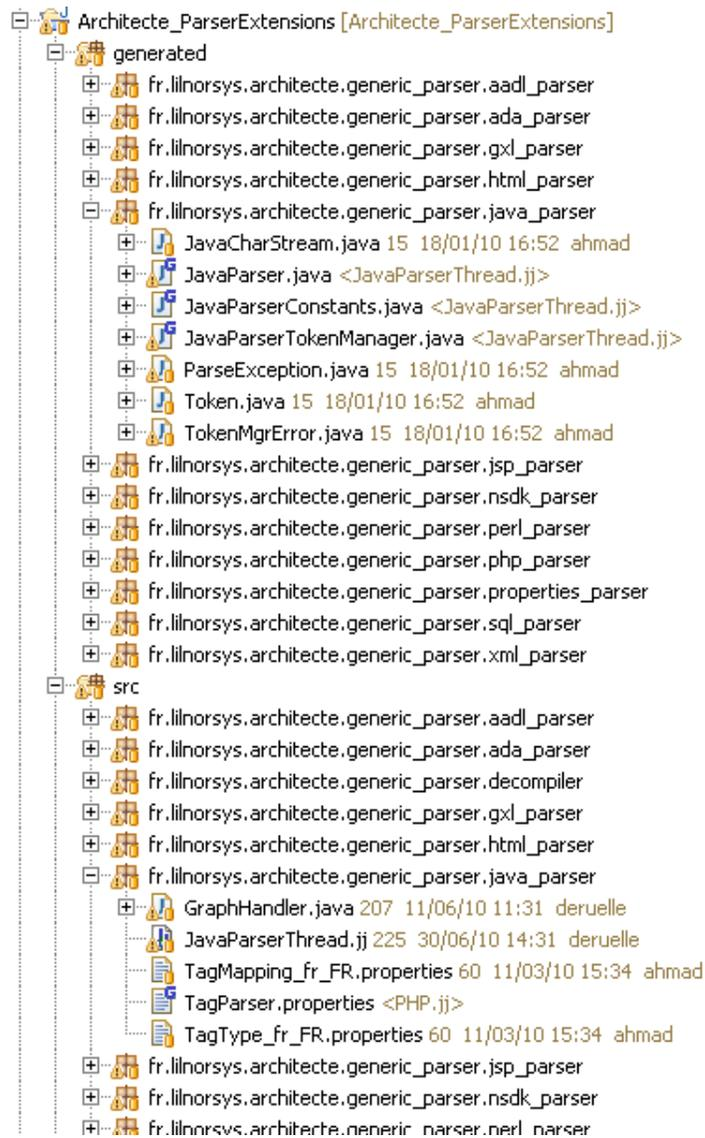 Architecte_ParserExtensions [Architecte_ParserExtensions]
generated
fr.lilnorsys.architecte.generic_parser.aadl_parser
fr.lilnorsys.architecte.generic_parser.ada_parser
fr.lilnorsys.architecte.generic_parser.gxl_parser
fr.lilnorsys.architecte.generic_parser.html_parser
fr.lilnorsys.architecte.generic_parser.java_parser
JavaCharStream.java 15 18/01/10 16:52 ahmad
JavaParser.java <JavaParserThread.jj>
JavaParserConstants.java <JavaParserThread.jj>
JavaParserTokenManager.java <JavaParserThread.jj>
ParseException.java 15 18/01/10 16:52 ahmad
Token.java 15 18/01/10 16:52 ahmad
TokenMgrError.java 15 18/01/10 16:52 ahmad
fr.lilnorsys.architecte.generic_parser.jsp_parser
fr.lilnorsys.architecte.generic_parser.nsdk_parser
fr.lilnorsys.architecte.generic_parser.perl_parser
fr.lilnorsys.architecte.generic_parser.php_parser
fr.lilnorsys.architecte.generic_parser.properties_parser
fr.lilnorsys.architecte.generic_parser.sql_parser
fr.lilnorsys.architecte.generic_parser.xml_parser
src
fr.lilnorsys.architecte.generic_parser.aadl_parser
fr.lilnorsys.architecte.generic_parser.ada_parser
fr.lilnorsys.architecte.generic_parser.decompiler
fr.lilnorsys.architecte.generic_parser.gxl_parser
fr.lilnorsys.architecte.generic_parser.html_parser
fr.lilnorsys.architecte.generic_parser.java_parser
GraphHandler.java 207 11/06/10 11:31 deruelle
JavaParserThread.jj 225 30/06/10 14:31 deruelle
TagMapping_fr_FR.properties 60 11/03/10 15:34 ahmad
TagParser.properties <PHP.jj>
TagType_fr_FR.properties 60 11/03/10 15:34 ahmad
fr.lilnorsys.architecte.generic_parser.jsp_parser
fr.lilnorsys.architecte.generic_parser.nsdk_parser
fr.lilnorsys.architecte.generic_parser.perl_parser